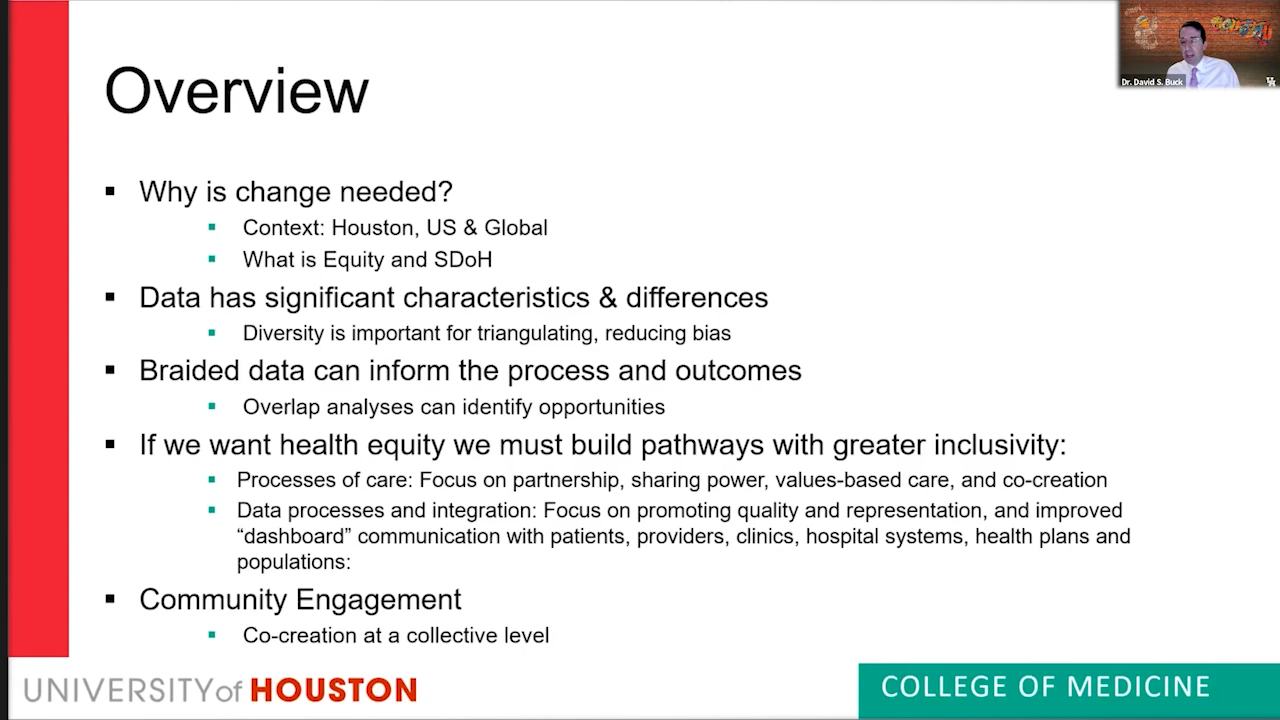 Overview
Dr. David S. Buck
Why is change needed?
Context: Houston, US & Global
What is Equity and SDoH
Data has significant characteristics & differences
Diversity is important for triangulating, reducing bias
Braided data can inform the process and outcomes
Overlap analyses can identify opportunities
If we want health equity we must build pathways with greater inclusivity:
Processes of care: Focus on partnership, sharing power, values-based care, and co-creation
Data processes and integration: Focus on promoting quality and representation, and improved
“dashboard” communication with patients, providers, clinics, hospital systems, health plans and
populations:
Community Engagement
Co-creation at a collective level
UNIVERSITY of HOUSTON
COLLEGE OF MEDICINE